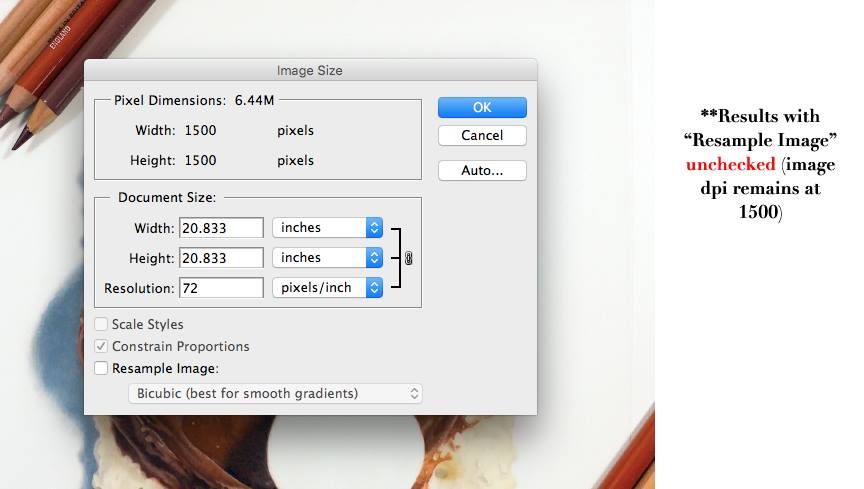 ENGLAND
Image Size
Pixel Dimensions: 6.44M
Width: 1500 pixels
Height: 1500 pixels
OK
Cancel
Auto...
Document Size:
Width: 20.833 inches
Height: 20.833 inches
Resolution: 72 pixels/inch
Scale Styles
Constrain Proportions
Resample Image:
Bicubic (best for smooth gradients)
**Results with
“Resample Image”
unchecked (image
dpi remains at
1500)